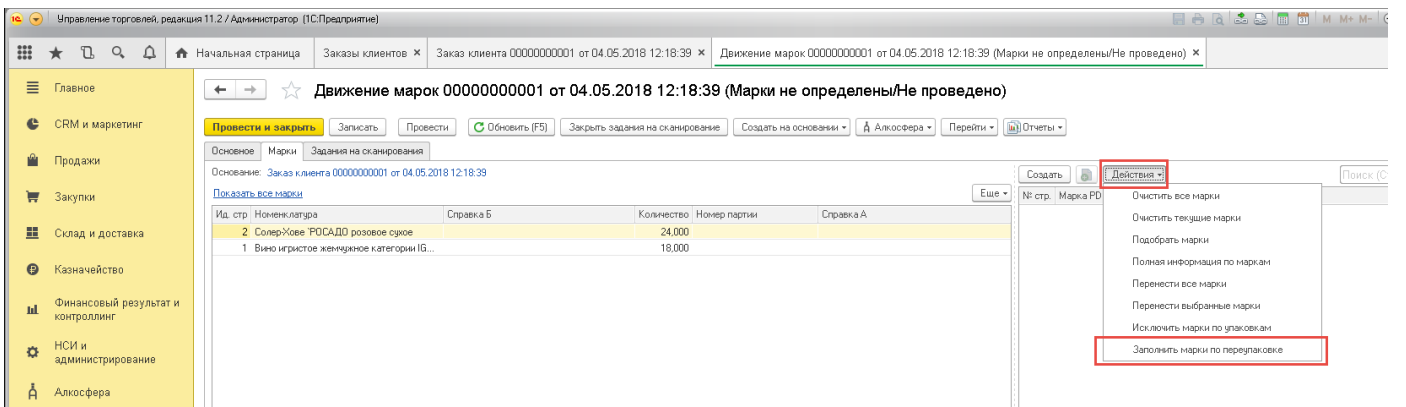 1С Управление торговлей, редакция 11.2 / Администратор (1С:Предприятие) M M+ M-
Начальная страница Заказы клиентов × Заказ клиента 00000000001 от 04.05.2018 12:18:39 × Движение марок 00000000001 от 04.05.2018 12:18:39 (Марки не определены/Не проведено) ×
Главное
CRM и маркетинг
Продажи
Закупки
Склад и доставка
Казначейство
Финансовый результат и
контроллинг
НСИ и
администрирование
Алкосфера
Движение марок 00000000001 от 04.05.2018 12:18:39 (Марки не определены/Не проведено)
Провести и закрыть Записать Провести Обновить (F5) Закрыть задания на сканирование Создать на основании Алкосфера Перейти Отчеты
Основное Марки Задания на сканирования
Основание: Заказ клиента 00000000001 от 04.05.2018 12:18:39
Показать все марки Еще
Ид. стр Номенклатура Справка Б Количество Номер партии Справка А
2 Солер-Хове 'РОСАДО розовое сухое 24,000
1 Вино игристое жемчужное категории IG... 18,000
Создать Действия Поиск (C
№ стр. Марка PD
Очистить все марки
Очистить текущие марки
Подобрать марки
Полная информация по маркам
Перенести все марки
Перенести выбранные марки
Исключить марки по упаковкам
Заполнить марки по переупаковке